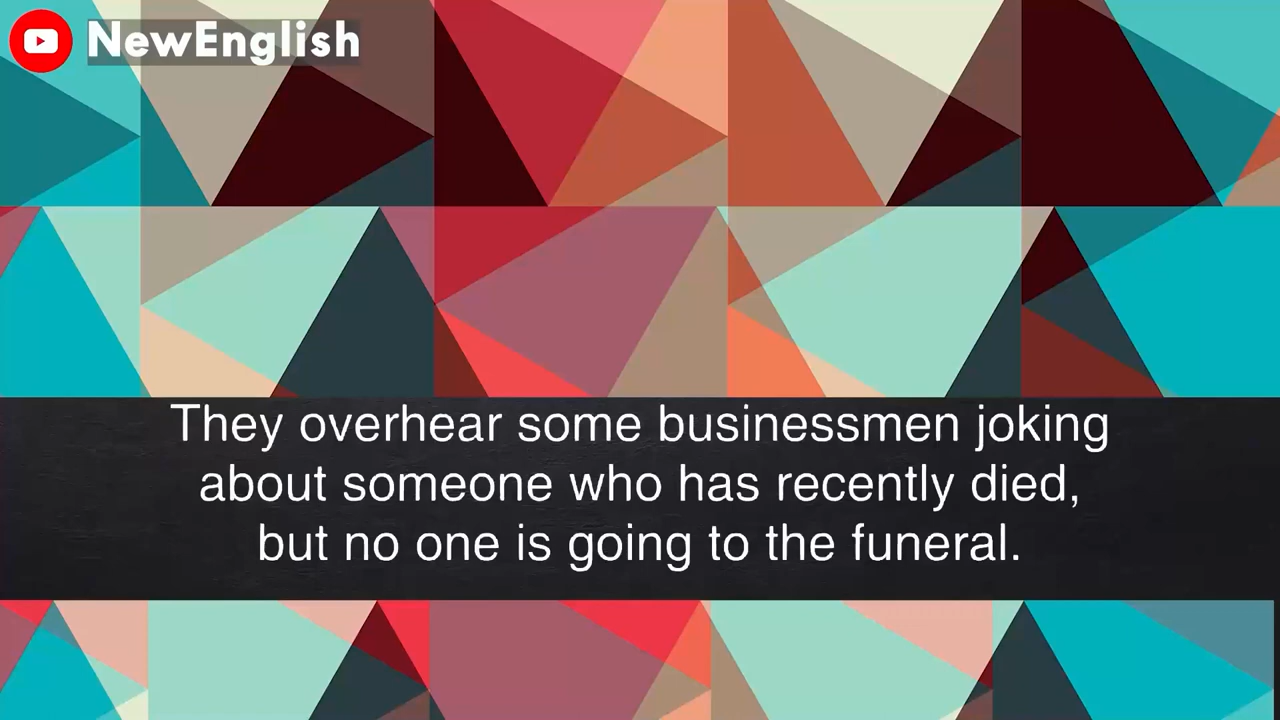 NewEnglish
They overhear some businessmen joking
about someone who has recently died,
but no one is going to the funeral.